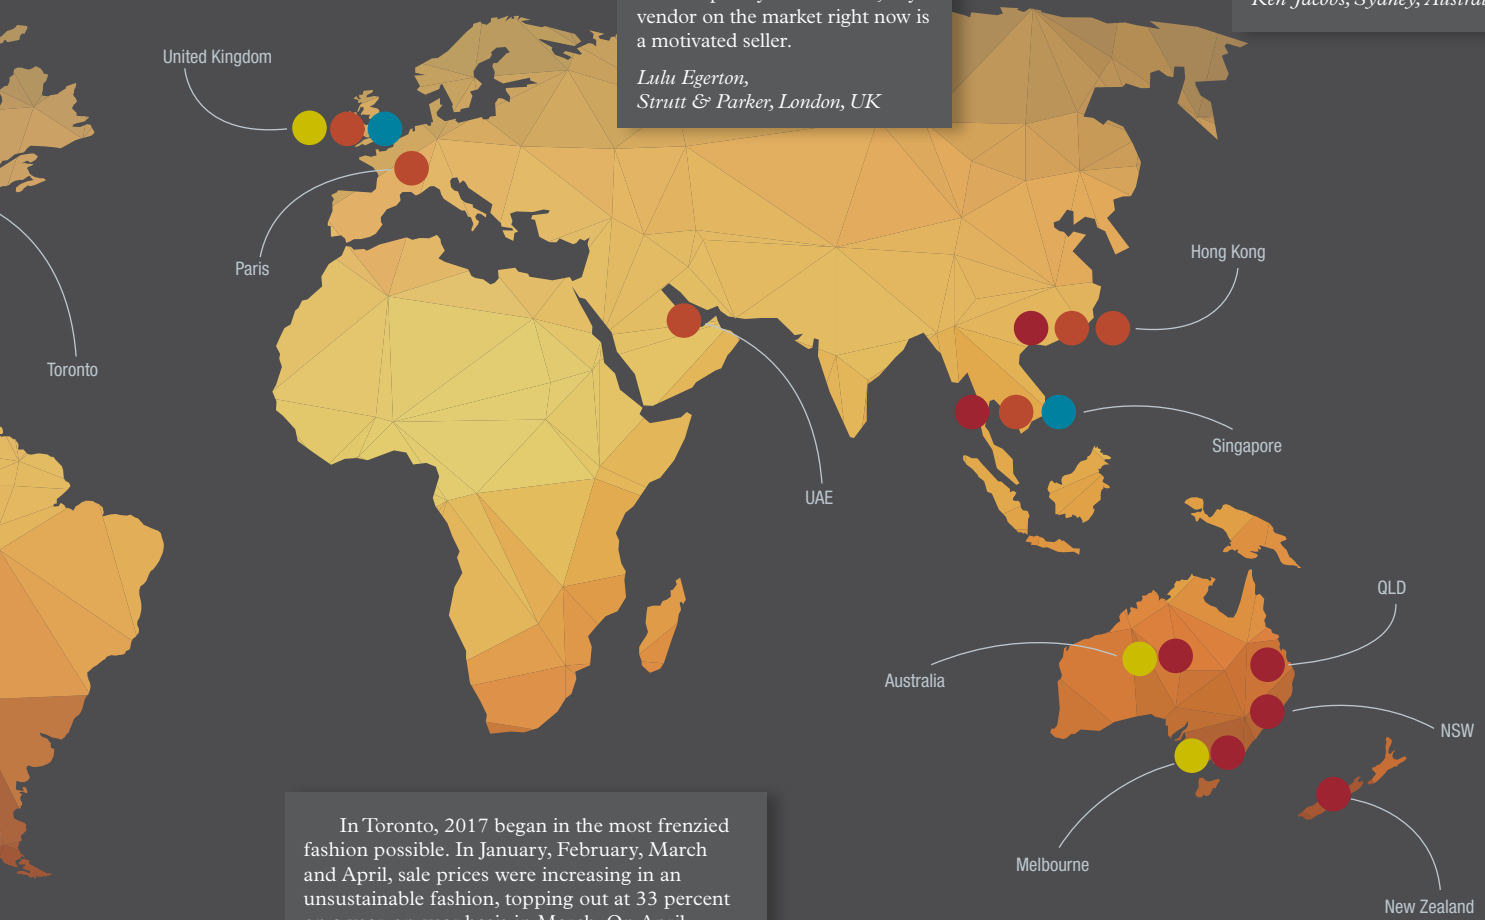 Ken Jacobs, Sydney,
vendor on the market right now is
a motivated seller.
Lulu Egerton,
Strutt & Parker, London, UK
United Kingdom
Paris
Hong Kong
Toronto
Singapore
UAE
QLD
Australia
NSW
Melbourne
New Zealand
In Toronto, 2017 began in the most frenzied
fashion possible. In January, February, March
and April, sale prices were increasing in an
unsustainable fashion, topping out at 33 percent